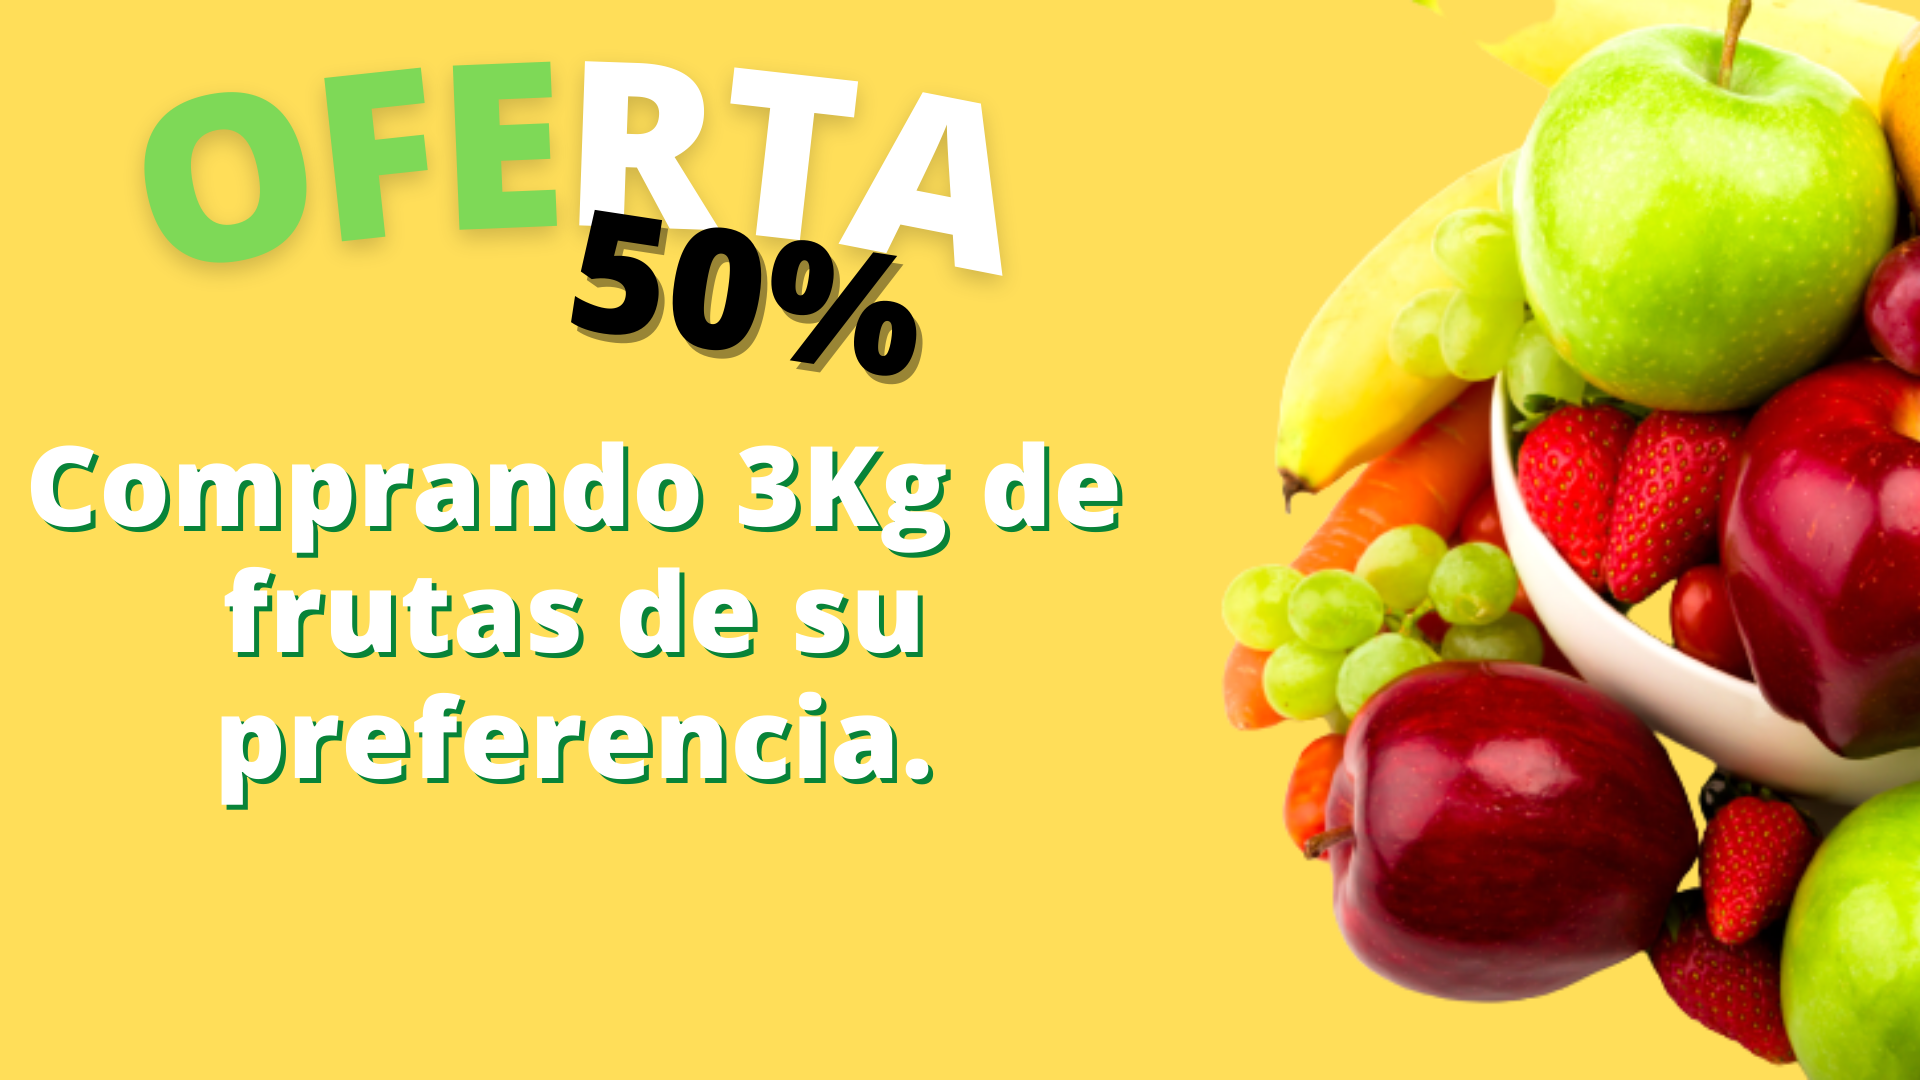 OFERTA
50%
Comprando 3Kg de
frutas de su
preferencia.